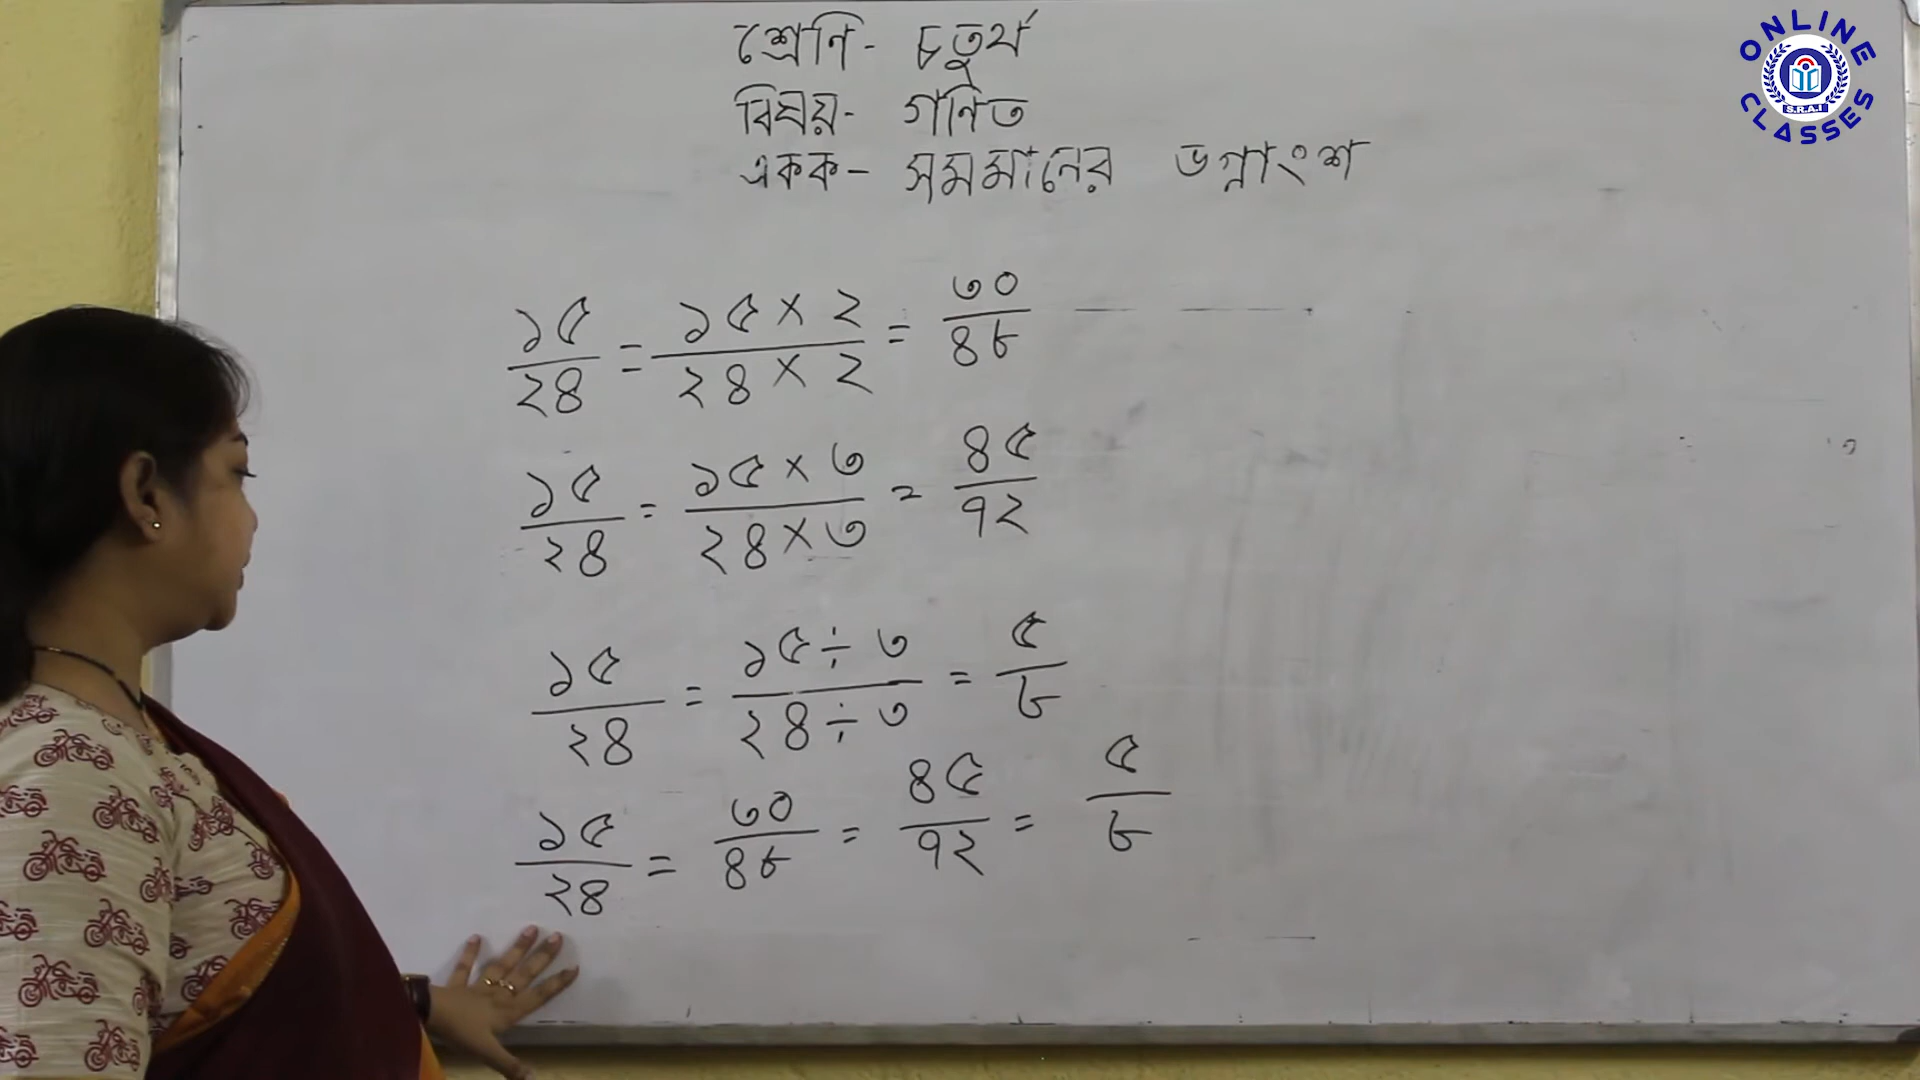 শ্রেনি - চতুর্থ
বিষয় - গনিত
একক - সমমানের ভগ্নাংশ
১৫/২৪ = ১৫ × ২/২৪ × ২ = ৩০/৪৮
১৫/২৪ = ১৫ × ৩/২৪ × ৩ = ৪৫/৭২
১৫/২৪ = ১৫ ÷ ৩/২৪ ÷ ৩ = ৫/৮
১৫/২৪ = ৩০/৪৮ = ৪৫/৭২ = ৫/৮
ONLINE
S.R.A.I
CLASSES